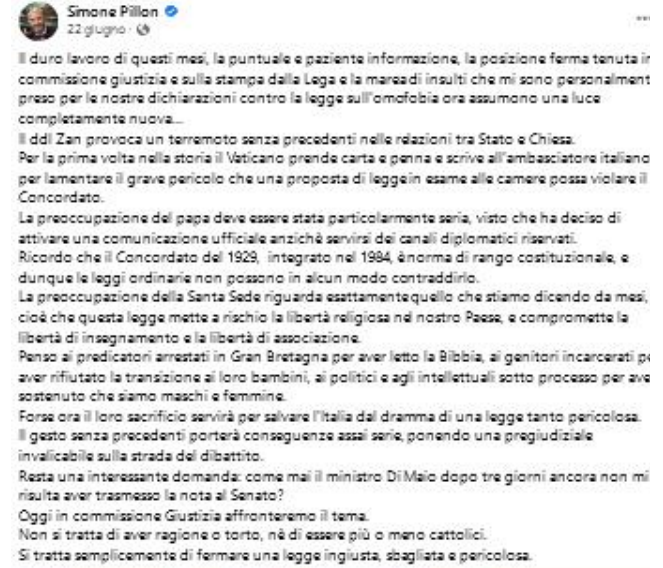 Simone Pillon
22 giugno ·
Il duro lavoro di questi mesi, la puntuale e paziente informazione, la posizione ferma tenuta in
commissione giustizia e sulla stampa dalla Lega e la marea di insulti che mi sono personalment
preso per le nostre dichiarazioni contro la legge sull'omofobia ora assumono una luce
completamente nuova...
Il ddl Zan provoca un terremoto senza precedenti nelle relazioni tra Stato e Chiesa.
Per la prima volta nella storia il Vaticano prende carta e penna e scrive all'ambasciatore italiano
per lamentare il grave pericolo che una proposta di legge in esame alle camere possa violare il
Concordato.
La preoccupazione del papa deve essere stata particolarmente seria, visto che ha deciso di
attivare una comunicazione ufficiale anzichè servirsi dei canali diplomatici riservati.
Ricordo che il Concordato del 1929, integrato nel 1984, è norma di rango costituzionale, e
dunque le leggi ordinarie non possono in alcun modo contraddirlo.
La preoccupazione della Santa Sede riguarda esattamente quello che stiamo dicendo da mesi,
cioè che questa legge mette a rischio la libertà religiosa nel nostro Paese, e compromette la
libertà di insegnamento e la libertà di associazione.
Penso ai predicatori arrestati in Gran Bretagna per aver letto la Bibbia, ai genitori incarcerati pe
aver rifiutato la transizione ai loro bambini, ai politici e agli intellettuali sotto processo per ave
sostenuto che siamo maschi e femmine.
Forse ora il loro sacrificio servirà per salvare l'Italia dal dramma di una legge tanto pericolosa.
Il gesto senza precedenti porterà conseguenze assai serie, ponendo una pregiudiziale
invalicabile sulla strada del dibattito.
Resta una interessante domanda: come mai il ministro Di Maio dopo tre giorni ancora non mi
risulta aver trasmesso la nota al Senato?
Oggi in commissione Giustizia affronteremo il tema.
Non si tratta di aver ragione o torto, nè di essere più o meno cattolici.
Si tratta semplicemente di fermare una legge ingiusta, sbagliata e pericolosa.